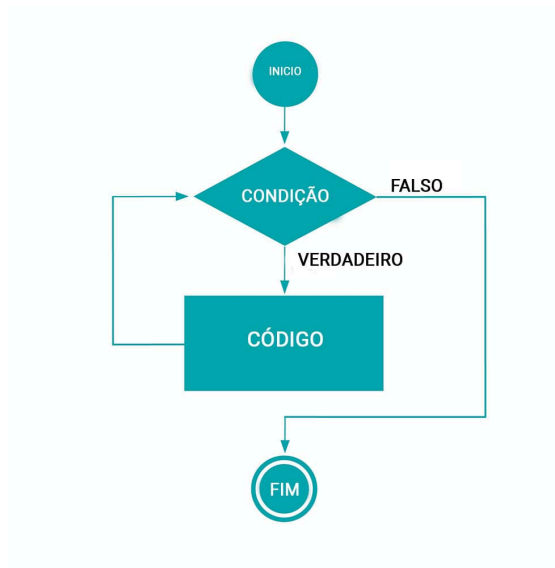 INICIO
CONDIÇÃO
FALSO
VERDADEIRO
CÓDIGO
FIM